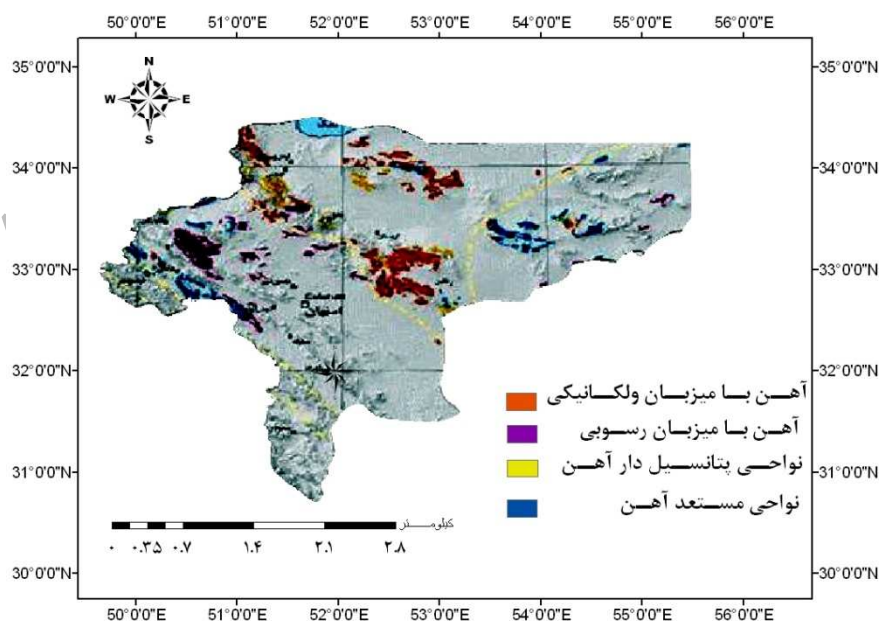 50°0'0"E 51°0'0"E 52°0'0"E 53°0'0"E 54°0'0"E 55°0'0"E 56°0'0"E
35°0'0"N 35°0'0"N
N
W E
S
34°0'0"N 34°0'0"N
33°0'0"N 33°0'0"N
32°0'0"N 32°0'0"N
آهن با میزبان ولکانیکی
آهن با میزبان رسوبی
31°0'0"N 31°0'0"N
نواحی پتانسیل دار آهن
نواحی مستعد آهن
کیلومتر
۰ ۰.۳۵ ۰.۷ ۱.۴ ۲.۱ ۲.۸
30°0'0"N 30°0'0"N
50°0'0"E 51°0'0"E 52°0'0"E 53°0'0"E 54°0'0"E 55°0'0"E 56°0'0"E